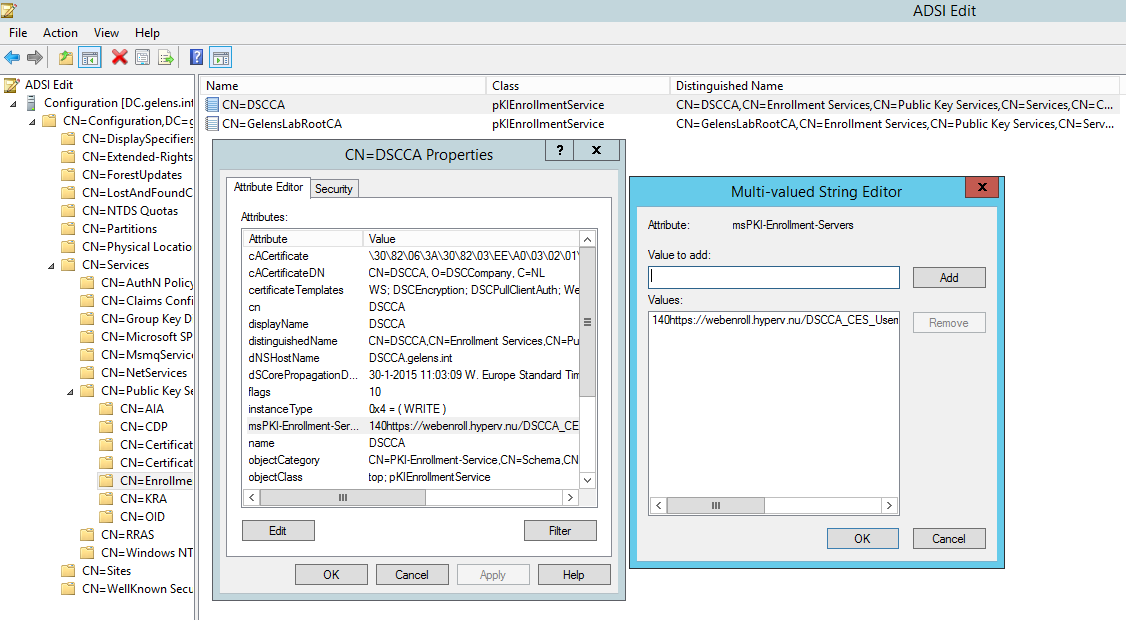 ADSI Edit
File Action View Help
ADSI Edit
Configuration [DC.gelens.int
CN=Configuration,DC=g
CN=DisplaySpecifiers
CN=Extended-Rights
CN=ForestUpdates
CN=LostAndFoundC
CN=NTDS Quotas
CN=Partitions
CN=Physical Locatio
CN=Services
CN=AuthN Policy
CN=Claims Confi
CN=Group Key D
CN=Microsoft SP
CN=MsmqServic
CN=NetServices
CN=Public Key Se
CN=AIA
CN=CDP
CN=Certificat
CN=Certificat
CN=Enrollme
CN=KRA
CN=OID
CN=RRAS
CN=Windows NT
CN=Sites
CN=WellKnown Secu
Name Class Distinguished Name
CN=DSCCA pKIEnrollmentService CN=DSCCA,CN=Enrollment Services,CN=Public Key Services,CN=Services,CN=C...
CN=GelensLabRootCA pKIEnrollmentService CN=GelensLabRootCA,CN=Enrollment Services,CN=Public Key Services,CN=Serv...
CN=DSCCA Properties ? x
Attribute Editor Security
Attributes:
Attribute Value
cACertificate \30\82\06\3A\30\82\03\EE\A0\03\02\01\
cACertificateDN CN=DSCCA, O=DSCCompany, C=NL
certificateTemplates WS; DSCEncryption; DSCPullClientAuth; We
cn DSCCA
displayName DSCCA
distinguishedName CN=DSCCA,CN=Enrollment Services,CN=Pu
dNSHostName DSCCA.gelens.int
dSCorePropagationD... 30-1-2015 11:03:09 W. Europe Standard Tim
flags 10
instanceType 0x4 = ( WRITE )
msPKI-Enrollment-Ser... 140https://webenroll.hyperv.nu/DSCCA_CE
name DSCCA
objectCategory CN=PKI-Enrollment-Service,CN=Schema,CN
objectClass top; pKIEnrollmentService
Edit Filter
OK Cancel Apply Help
Multi-valued String Editor x
Attribute: msPKI-Enrollment-Servers
Value to add:
Add
Values:
140https://webenroll.hyperv.nu/DSCCA_CES_Usern
Remove
OK Cancel